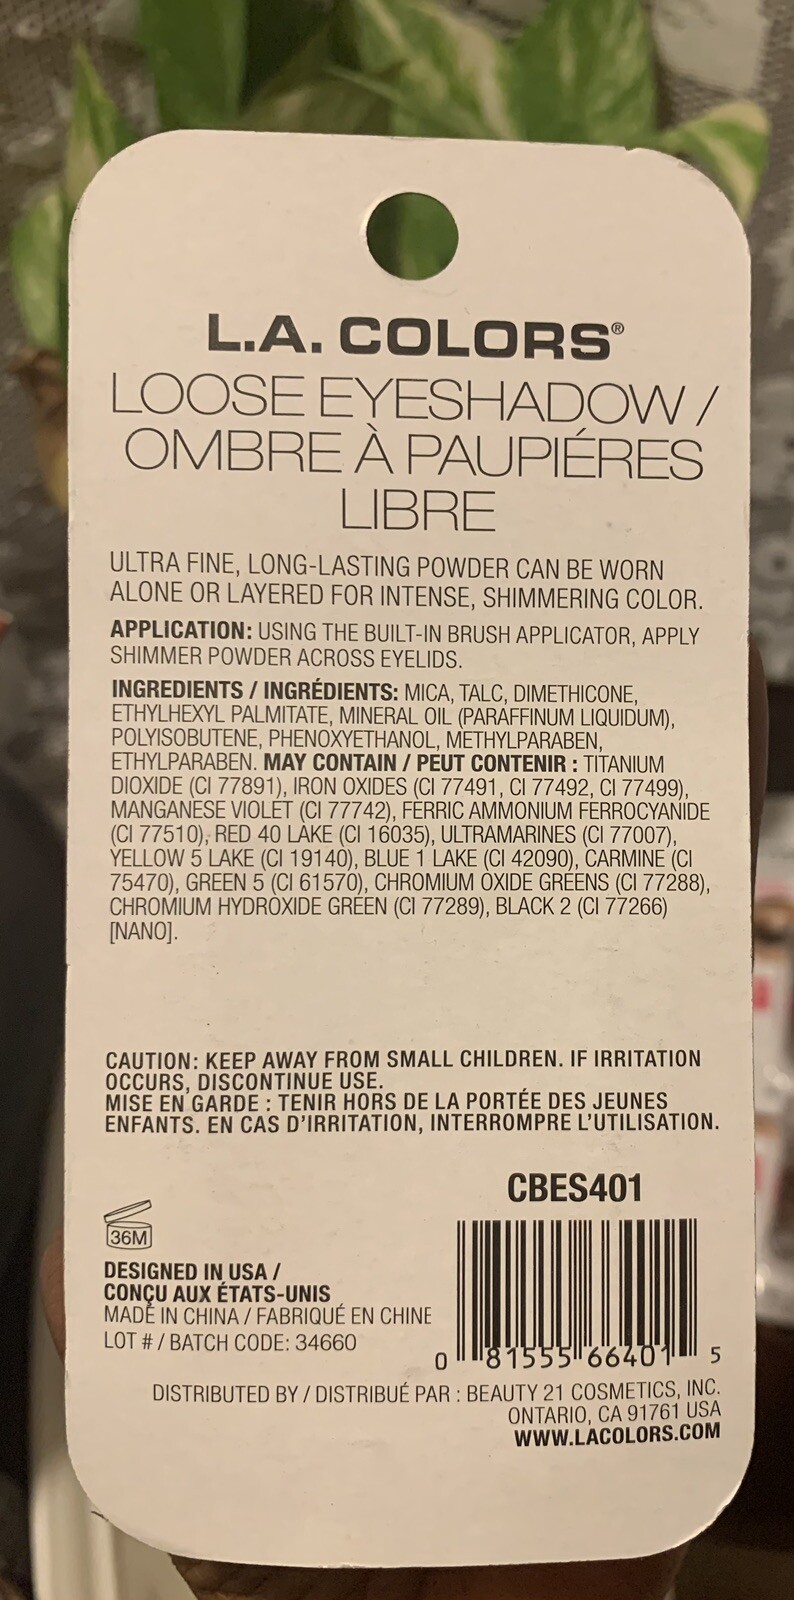 L.A. COLORS®
LOOSE EYESHADOW /
OMBRE À PAUPIÉRES
LIBRE
ULTRA FINE, LONG-LASTING POWDER CAN BE WORN
ALONE OR LAYERED FOR INTENSE, SHIMMERING COLOR.
APPLICATION: USING THE BUILT-IN BRUSH APPLICATOR, APPLY
SHIMMER POWDER ACROSS EYELIDS.
INGREDIENTS / INGRÉDIENTS: MICA, TALC, DIMETHICONE,
ETHYLHEXYL PALMITATE, MINERAL OIL (PARAFFINUM LIQUIDUM),
POLYISOBUTENE, PHENOXYETHANOL, METHYLPARABEN,
ETHYLPARABEN. MAY CONTAIN / PEUT CONTENIR : TITANIUM
DIOXIDE (CI 77891), IRON OXIDES (CI 77491, CI 77492, CI 77499),
MANGANESE VIOLET (CI 77742), FERRIC AMMONIUM FERROCYANIDE
(CI 77510), RED 40 LAKE (CI 16035), ULTRAMARINES (CI 77007),
YELLOW 5 LAKE (CI 19140), BLUE 1 LAKE (CI 42090), CARMINE (CI
75470), GREEN 5 (CI 61570), CHROMIUM OXIDE GREENS (CI 77288),
CHROMIUM HYDROXIDE GREEN (CI 77289), BLACK 2 (CI 77266)
[NANO].
CAUTION: KEEP AWAY FROM SMALL CHILDREN. IF IRRITATION
OCCURS, DISCONTINUE USE.
MISE EN GARDE : TENIR HORS DE LA PORTÉE DES JEUNES
ENFANTS. EN CAS D'IRRITATION, INTERROMPRE L'UTILISATION.
CBES401
36M
DESIGNED IN USA /
CONÇU AUX ÉTATS-UNIS
MADE IN CHINA / FABRIQUÉ EN CHINE
LOT # / BATCH CODE: 34660
0 81555 66401 5
DISTRIBUTED BY / DISTRIBUÉ PAR : BEAUTY 21 COSMETICS, INC.
ONTARIO, CA 91761 USA
WWW.LACOLORS.COM